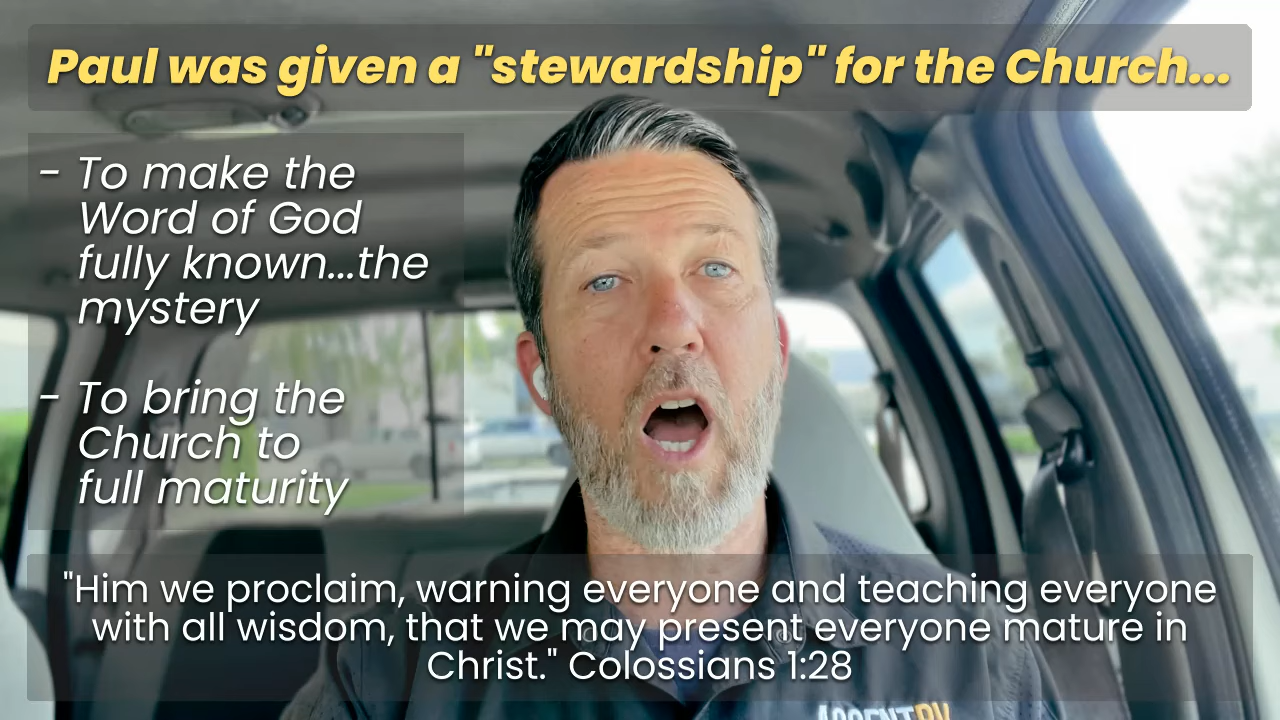 Paul was given a "stewardship" for the Church...
- To make the
Word of God
fully known...the
mystery
- To bring the
Church to
full maturity
"Him we proclaim, warning everyone and teaching everyone
with all wisdom, that we may present everyone mature in
Christ." Colossians 1:28